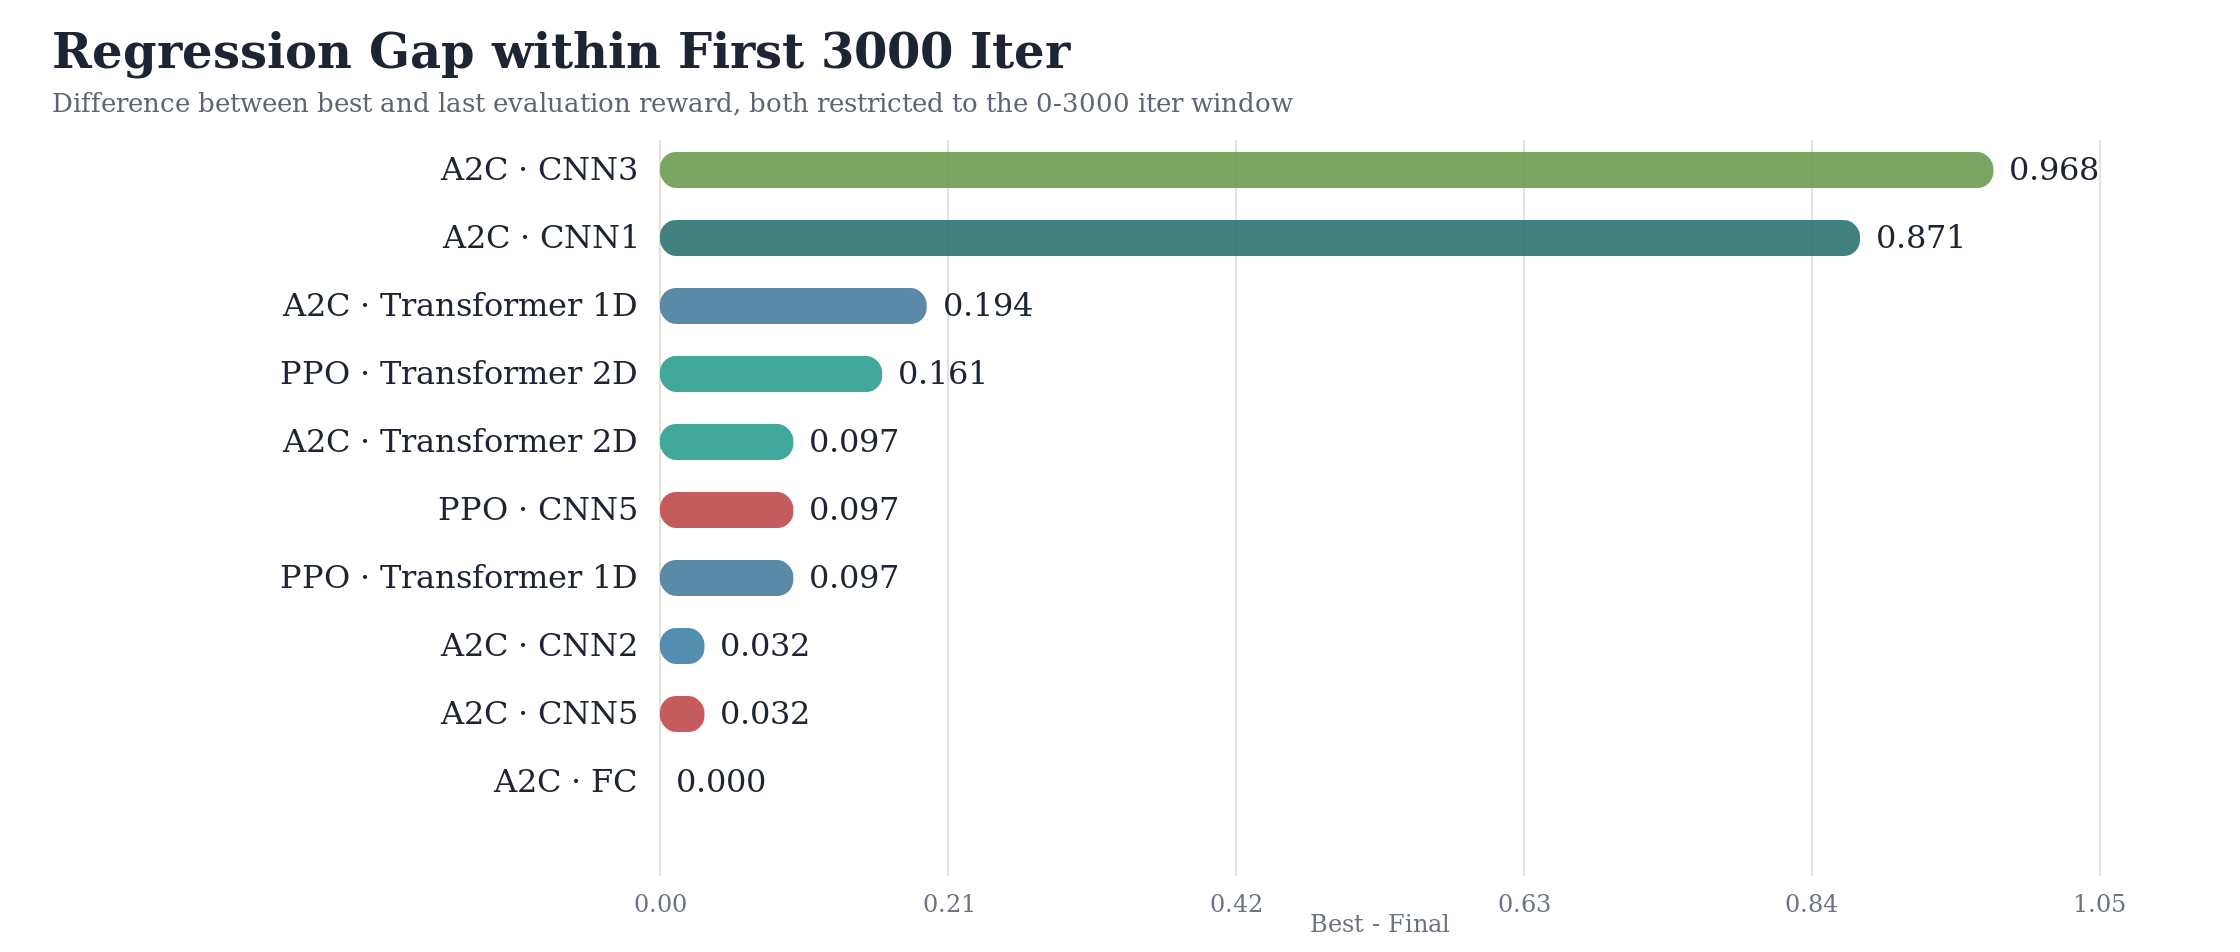 Regression Gap within First 3000 Iter
Difference between best and last evaluation reward, both restricted to the 0-3000 iter window
A2C · CNN3 0.968
A2C · CNN1 0.871
A2C · Transformer 1D 0.194
PPO · Transformer 2D 0.161
A2C · Transformer 2D 0.097
PPO · CNN5 0.097
PPO · Transformer 1D 0.097
A2C · CNN2 0.032
A2C · CNN5 0.032
A2C · FC 0.000
0.00 0.21 0.42 0.63 0.84 1.05
Best - Final